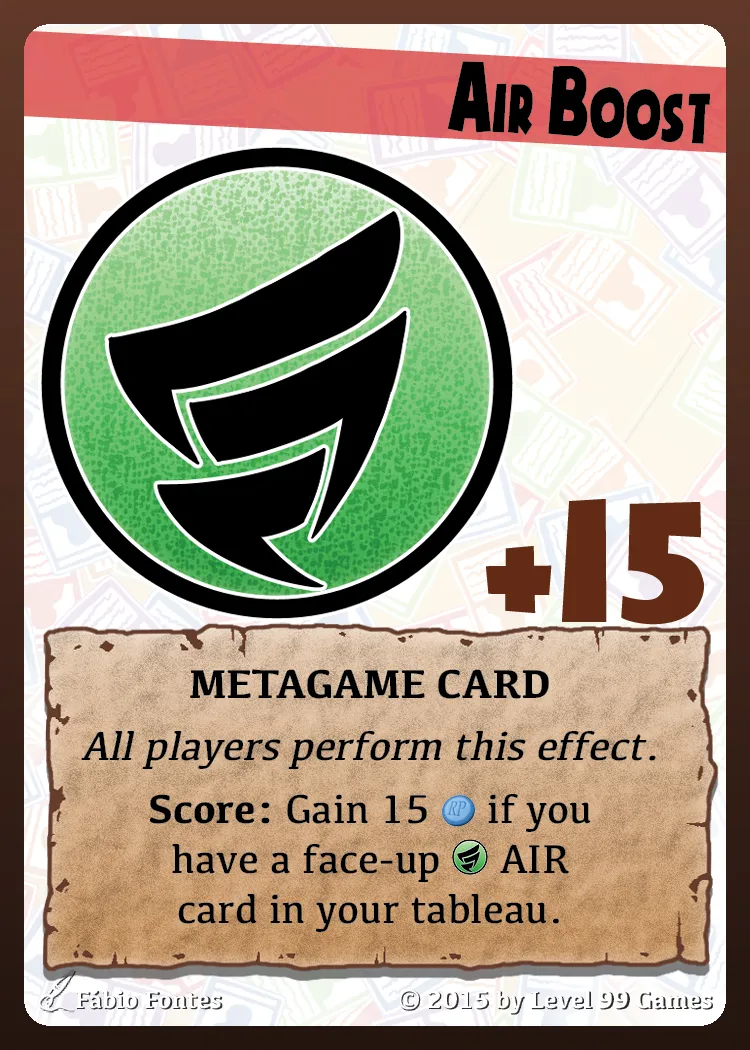 Air Boost
+15
METAGAME CARD
All players perform this effect.
Score: Gain 15 RP if you
have a face-up AIR
card in your tableau.
Fábio Fontes
© 2015 by Level 99 Games